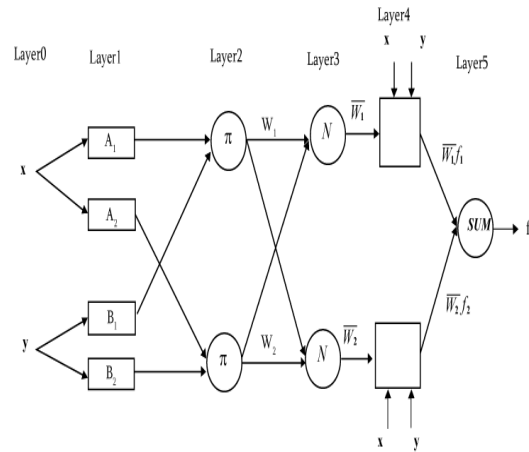 Layer4
x y
Layer0 Layer1 Layer2 Layer3 Layer5
A₁ π W₁ N W̅₁
W̅₁f₁
x
A₂
SUM f
B₁
W̅₂f₂
y
B₂ π W₂ N W̅₂
x y